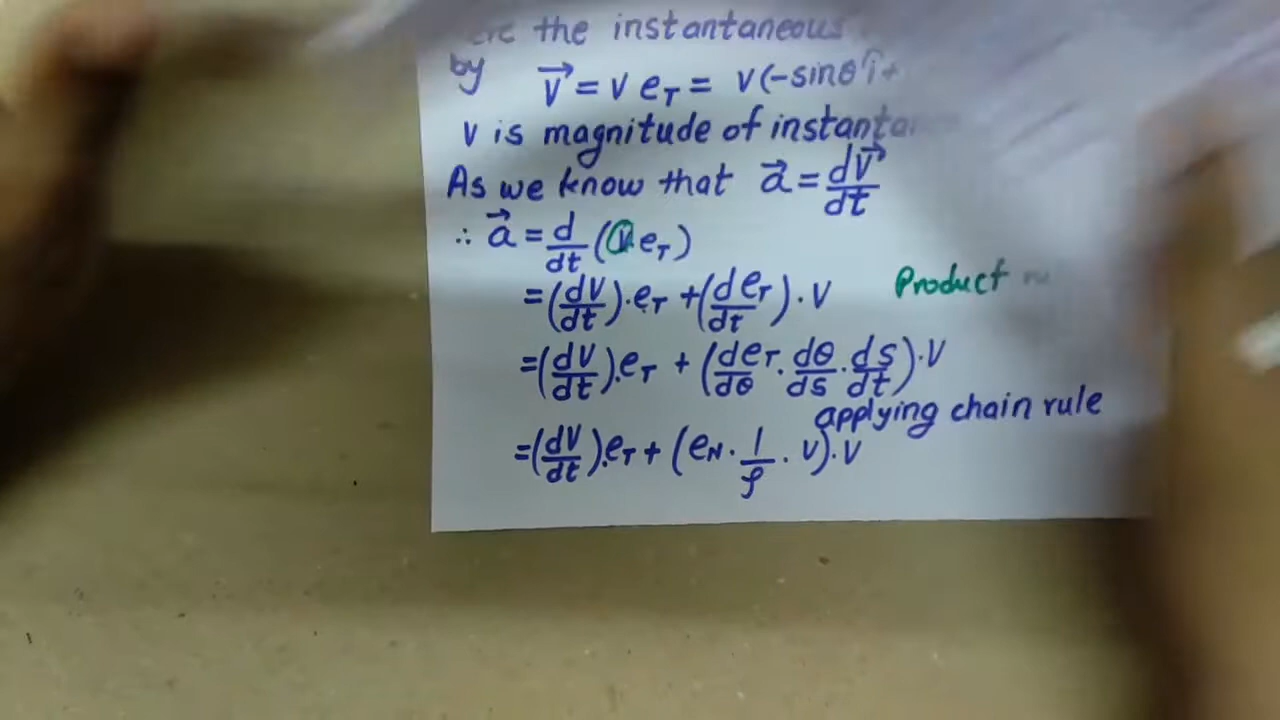 the instantaneous
by v⃗ = v e_T = v(-sinθ î +
v is magnitude of
As we know that a⃗ = dv⃗/dt
∴ a⃗ = d/dt (v e_T)
= (dv/dt)·e_T + (de_T/dt)·v Product
= (dv/dt)·e_T + (de_T/dθ · dθ/ds · ds/dt)·v
applying chain rule
= (dv/dt)·e_T + (e_N · 1/ρ · v)·v